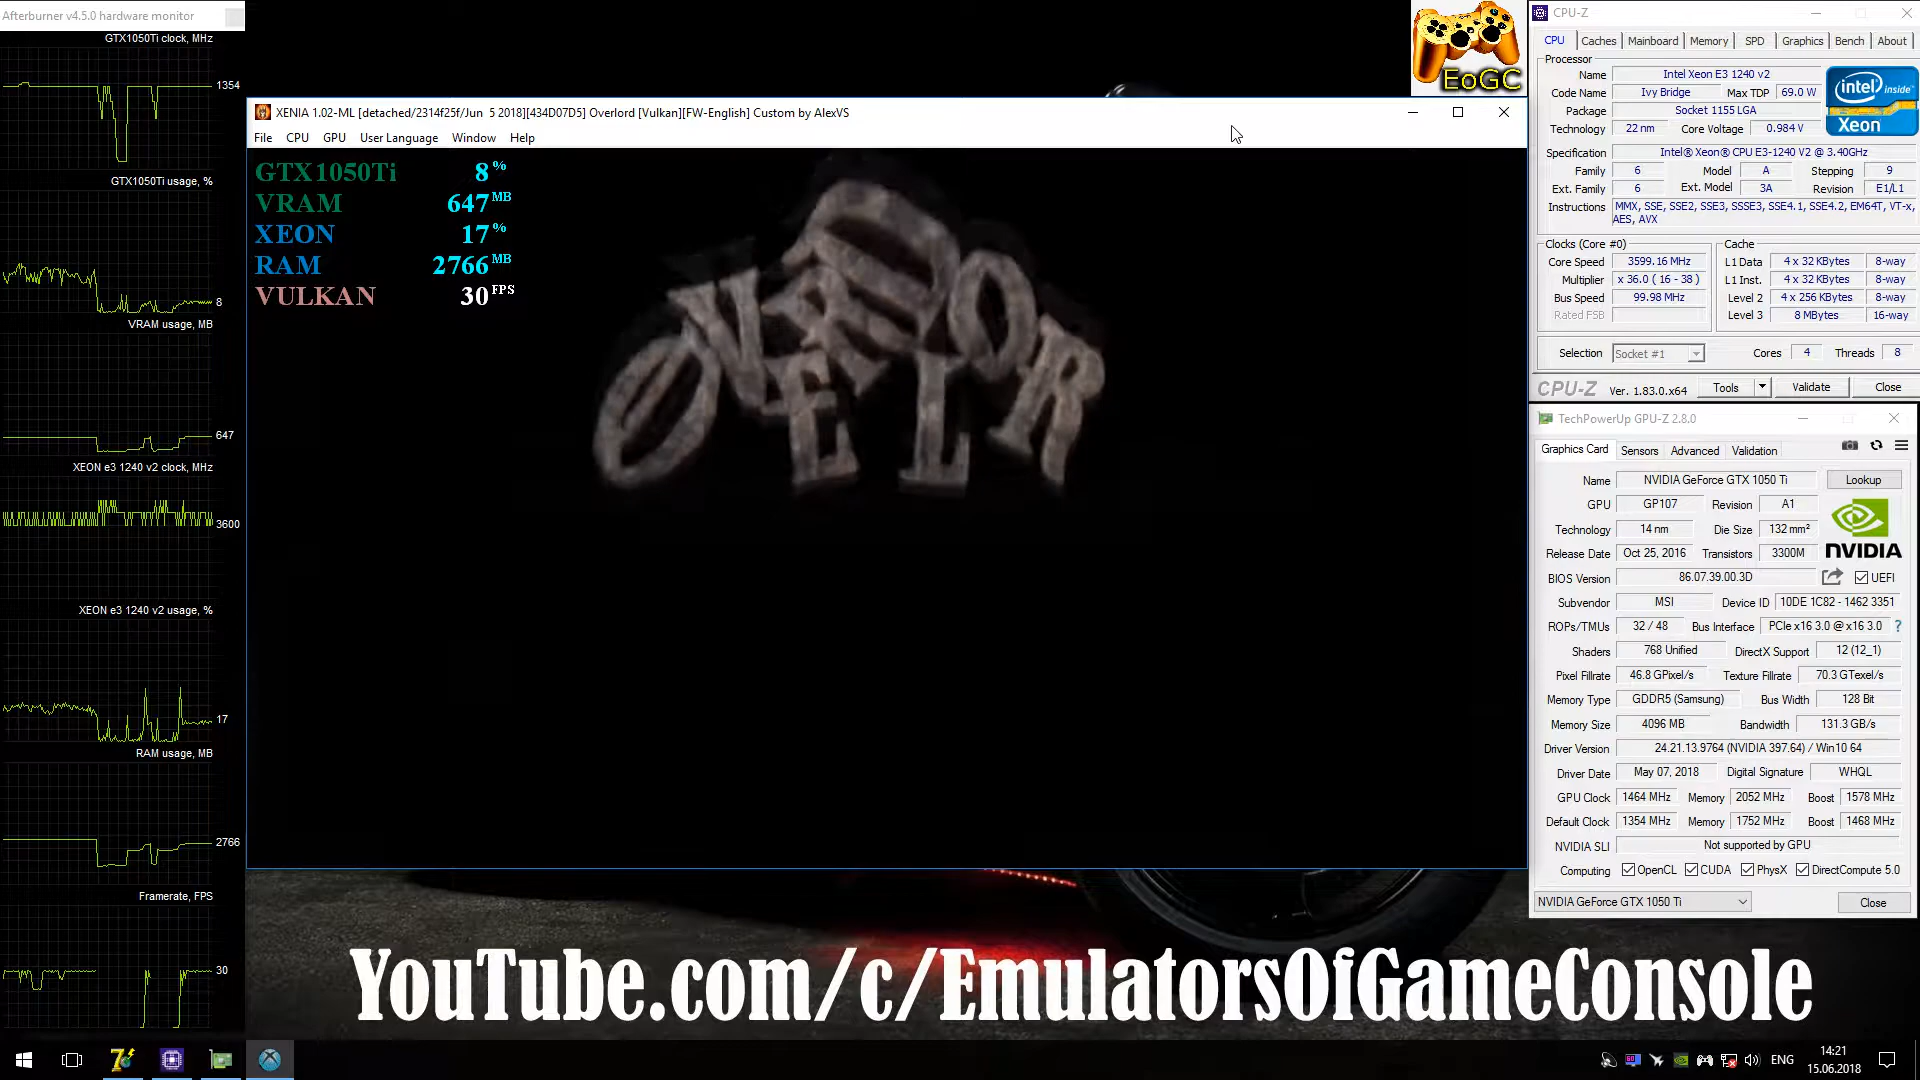 Afterburner v4.5.0 hardware monitor
GTX1050Ti clock, MHz
1354
GTX1050Ti usage, %
8
VRAM usage, MB
647
XEON e3 1240 v2 clock, MHz
3600
XEON e3 1240 v2 usage, %
17
RAM usage, MB
2766
Framerate, FPS
30
XENIA 1.02-ML [detached/2314f25f/Jun 5 2018][434D07D5] Overlord [Vulkan][FW-English] Custom by AlexVS
File CPU GPU User Language Window Help
GTX1050Ti 8 %
VRAM 647 MB
XEON 17 %
RAM 2766 MB
VULKAN 30 FPS
EoGC
CPU-Z
CPU Caches Mainboard Memory SPD Graphics Bench About
Processor
Name Intel Xeon E3 1240 v2
Code Name Ivy Bridge Max TDP 69.0 W
Package Socket 1155 LGA
Technology 22 nm Core Voltage 0.984 V
intel inside™
Xeon
Specification Intel® Xeon® CPU E3-1240 V2 @ 3.40GHz
Family 6 Model A Stepping 9
Ext. Family 6 Ext. Model 3A Revision E1/L1
Instructions MMX, SSE, SSE2, SSE3, SSSE3, SSE4.1, SSE4.2, EM64T, VT-x,
AES, AVX
Clocks (Core #0) Cache
Core Speed 3599.16 MHz L1 Data 4 x 32 KBytes 8-way
Multiplier x 36.0 ( 16 - 38 ) L1 Inst. 4 x 32 KBytes 8-way
Bus Speed 99.98 MHz Level 2 4 x 256 KBytes 8-way
Rated FSB Level 3 8 MBytes 16-way
Selection Socket #1 Cores 4 Threads 8
CPU-Z Ver. 1.83.0.x64 Tools Validate Close
TechPowerUp GPU-Z 2.8.0
Graphics Card Sensors Advanced Validation
Name NVIDIA GeForce GTX 1050 Ti Lookup
GPU GP107 Revision A1
Technology 14 nm Die Size 132 mm²
Release Date Oct 25, 2016 Transistors 3300M
NVIDIA
BIOS Version 86.07.39.00.3D UEFI
Subvendor MSI Device ID 10DE 1C82 - 1462 3351
ROPs/TMUs 32 / 48 Bus Interface PCIe x16 3.0 @ x16 3.0 ?
Shaders 768 Unified DirectX Support 12 (12_1)
Pixel Fillrate 46.8 GPixel/s Texture Fillrate 70.3 GTexel/s
Memory Type GDDR5 (Samsung) Bus Width 128 Bit
Memory Size 4096 MB Bandwidth 131.3 GB/s
Driver Version 24.21.13.9764 (NVIDIA 397.64) / Win10 64
Driver Date May 07, 2018 Digital Signature WHQL
GPU Clock 1464 MHz Memory 2052 MHz Boost 1578 MHz
Default Clock 1354 MHz Memory 1752 MHz Boost 1468 MHz
NVIDIA SLI Not supported by GPU
Computing OpenCL CUDA PhysX DirectCompute 5.0
NVIDIA GeForce GTX 1050 Ti Close
YouTube.com/c/EmulatorsOfGameConsole
ENG
14:21
15.06.2018